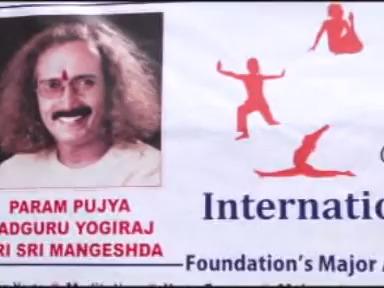 PARAM PUJYA
ADGURU YOGIRAJ
RI SRI MANGESHDA
Internatio
Foundation's Major A